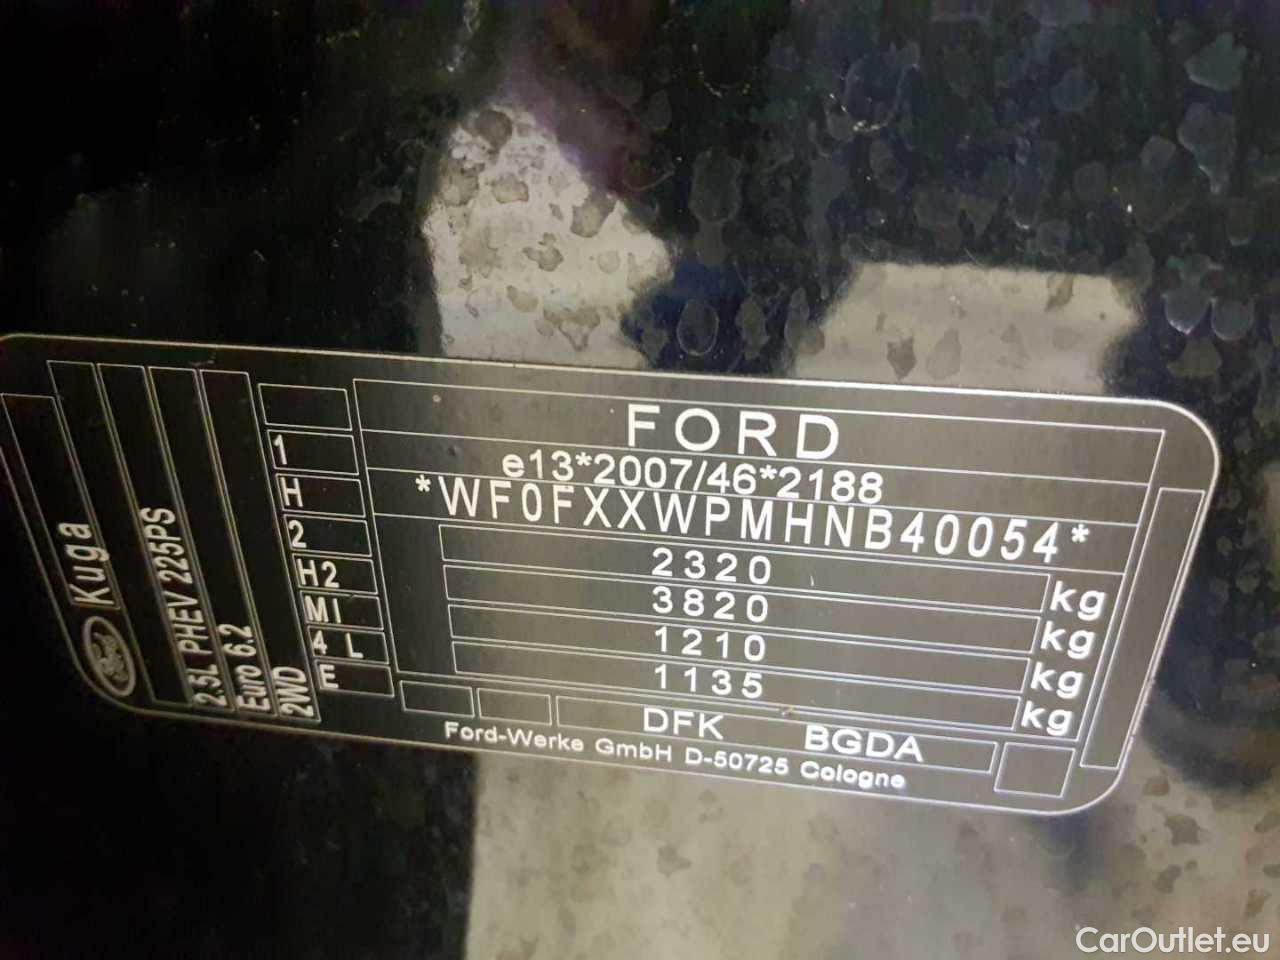 FORD
e13*2007/46*2188
*WF0FXXWPMHNB40054*
2320 kg
3820 kg
1210 kg
1135 kg
DFK BGDA
Ford-Werke GmbH D-50725 Cologne
1
H
2
H2
MI
4 L
E
Ford Kuga
2.5L PHEV 225PS
Euro 6.2
2WD
CarOutlet.eu